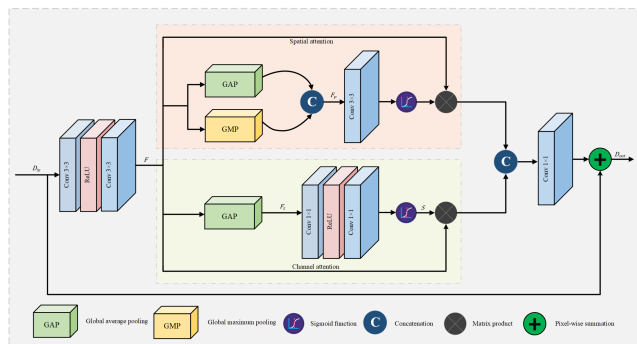 Spatial attention
GAP
GMP
C
Fp
Conv 3×3
Din
Conv 3×3
ReLU
Conv 3×3
F
C
Conv 1×1
+
Dout
GAP
Conv 1×1
ReLU
Conv 1×1
S
Channel attention
GAP
Global average pooling
GMP
Global maximum pooling
Sigmoid function
C
Concatenation
Matrix product
+
Pixel-wise summation